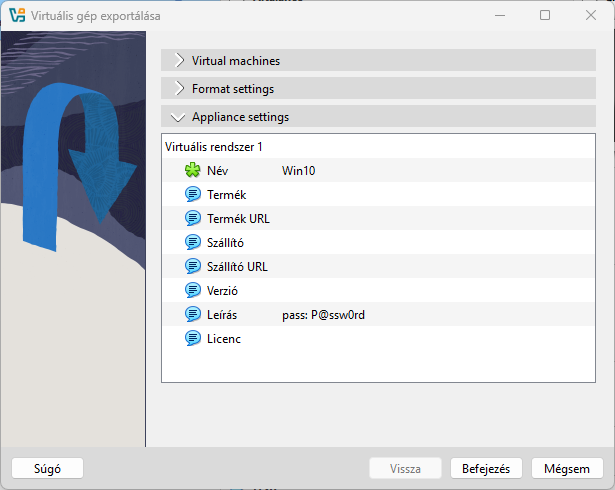 Virtuális gép exportálása
Virtual machines
Format settings
Appliance settings
Virtuális rendszer 1
Név Win10
Termék
Termék URL
Szállító
Szállító URL
Verzió
Leírás pass: P@ssw0rd
Licenc
Súgó Vissza Befejezés Mégsem